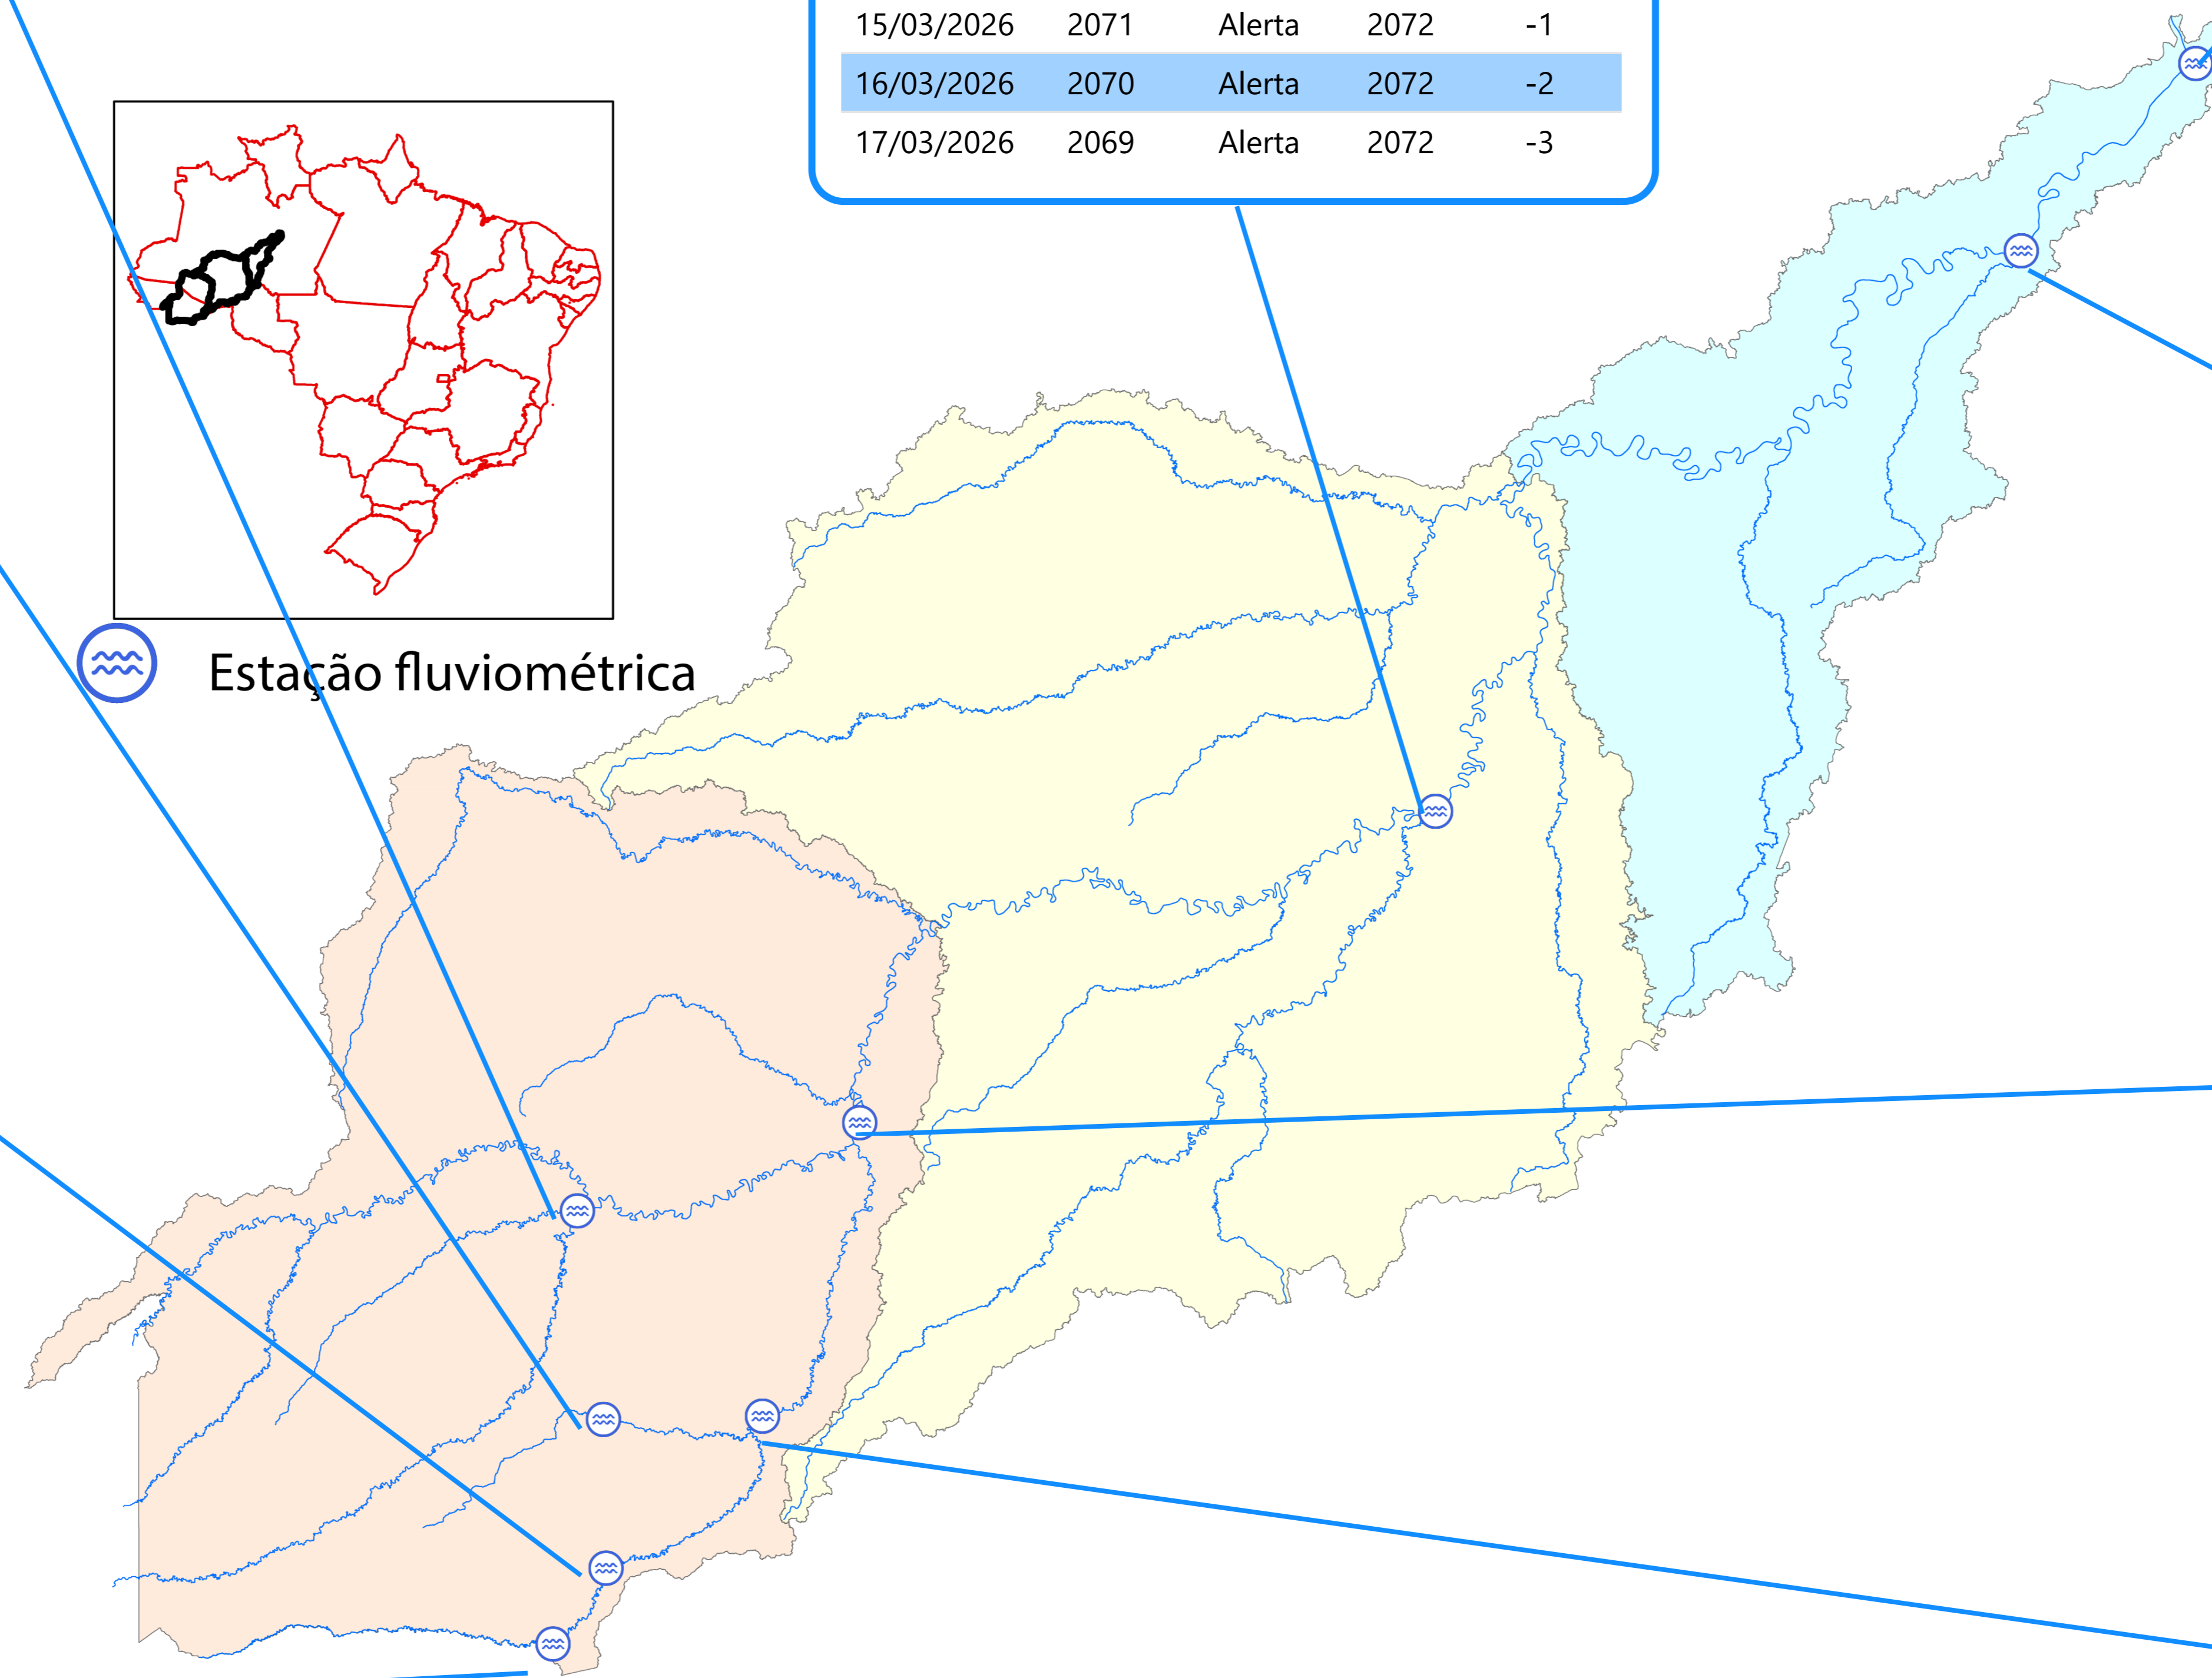 15/03/2026 2071 Alerta 2072 -1
16/03/2026 2070 Alerta 2072 -2
17/03/2026 2069 Alerta 2072 -3
Estação fluviométrica